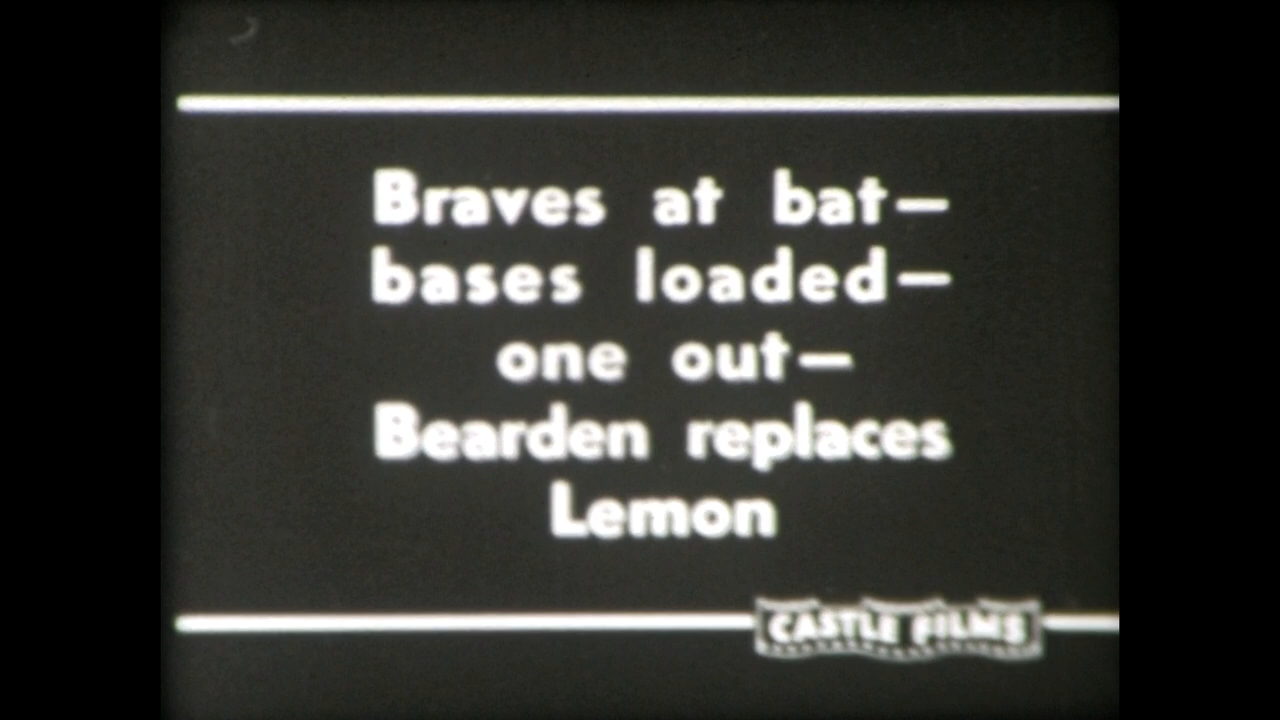 Braves at bat—
bases loaded—
one out—
Bearden replaces
Lemon
CASTLE FILMS